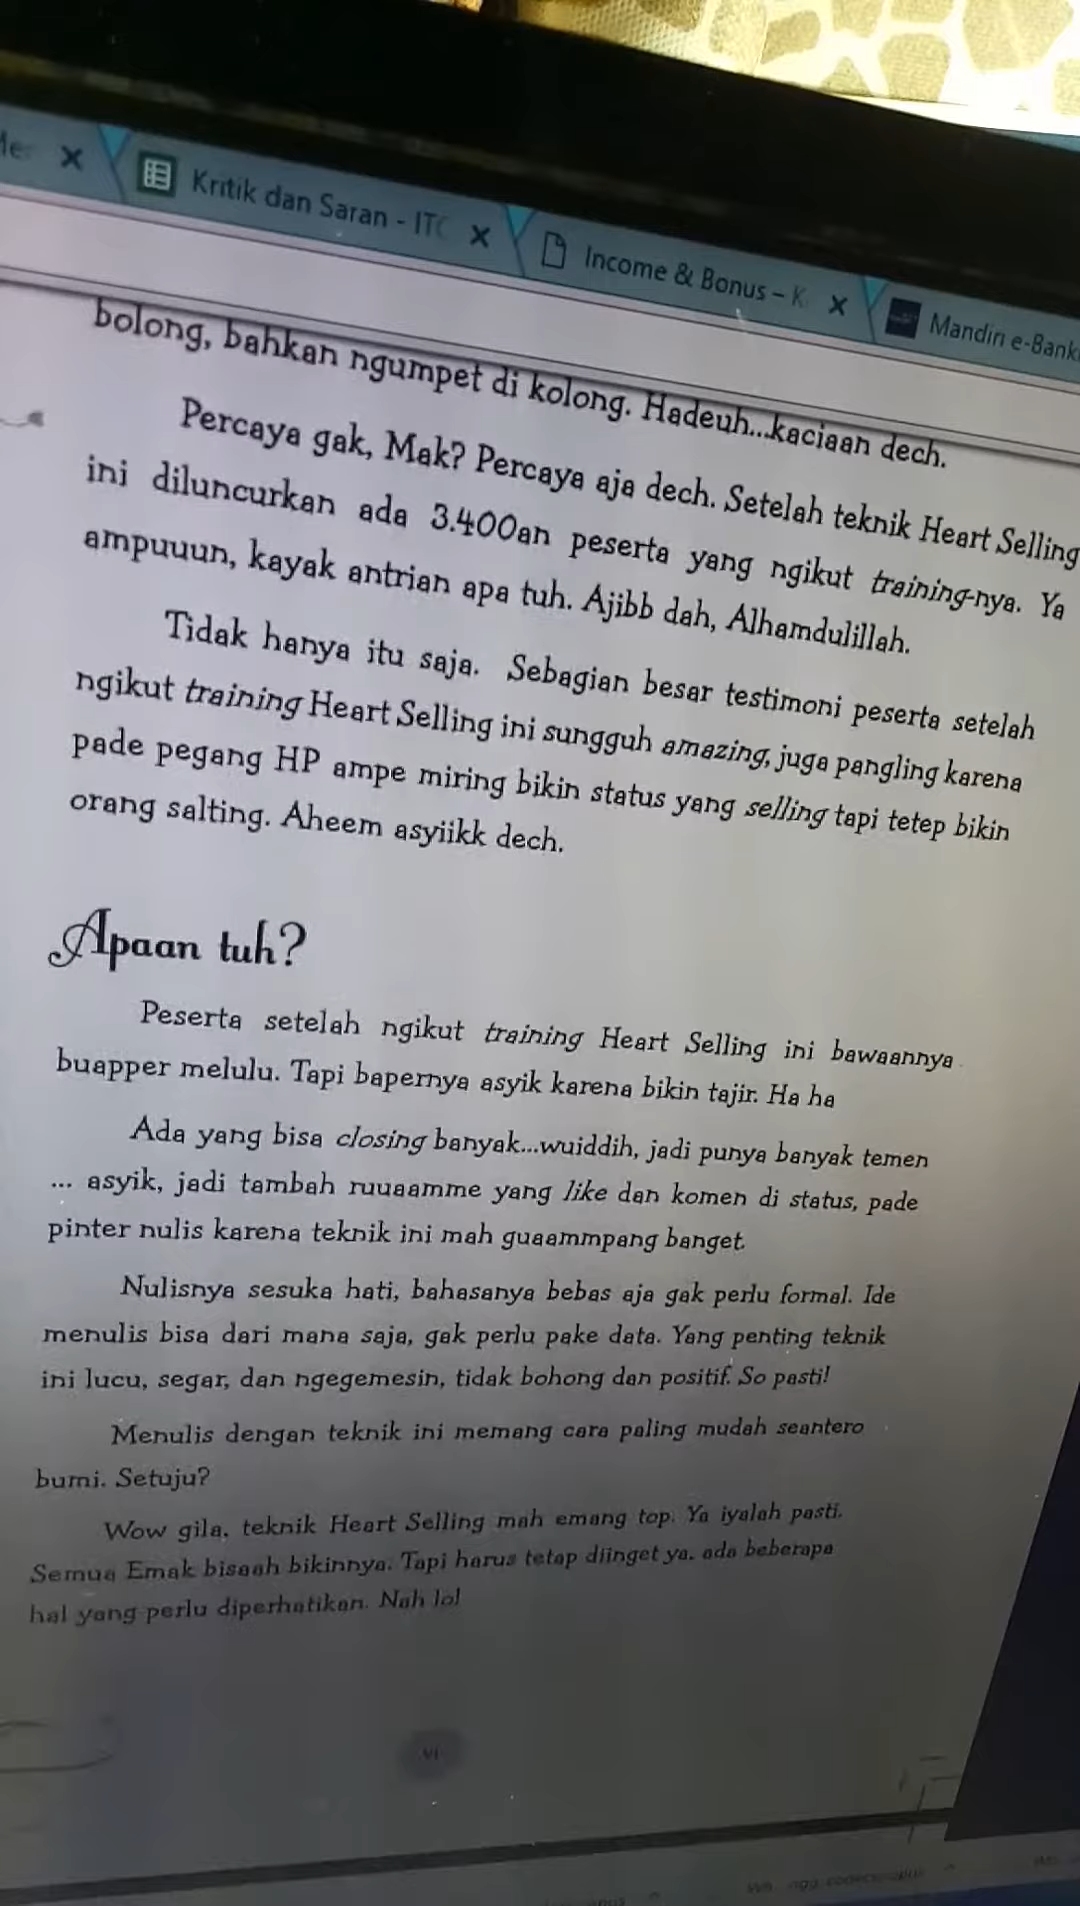 Kritik dan Saran - ITC
Income & Bonus – K
Mandiri e-Bank
bolong, bahkan ngumpet di kolong. Hadeuh...kaciaan dech.
Percaya gak, Mak? Percaya aja dech. Setelah teknik Heart Selling
ini diluncurkan ada 3.400an peserta yang ngikut training-nya. Ya
ampuuun, kayak antrian apa tuh. Ajibb dah, Alhamdulillah.
Tidak hanya itu saja. Sebagian besar testimoni peserta setelah
ngikut training Heart Selling ini sungguh amazing, juga pangling karena
pade pegang HP ampe miring bikin status yang selling tapi tetep bikin
orang salting. Aheem asyiikk dech.
Apaan tuh?
Peserta setelah ngikut training Heart Selling ini bawaannya
buapper melulu. Tapi bapernya asyik karena bikin tajir. Ha ha
Ada yang bisa closing banyak...wuiddih, jadi punya banyak temen
... asyik, jadi tambah ruuaamme yang like dan komen di status, pade
pinter nulis karena teknik ini mah guaammpang banget.
Nulisnya sesuka hati, bahasanya bebas aja gak perlu formal. Ide
menulis bisa dari mana saja, gak perlu pake data. Yang penting teknik
ini lucu, segar, dan ngegemesin, tidak bohong dan positif. So pasti!
Menulis dengan teknik ini memang cara paling mudah seantero
bumi. Setuju?
Wow gila, teknik Heart Selling mah emang top. Ya iyalah pasti.
Semua Emak bisaah bikinnya. Tapi harus tetap diinget ya, ada beberapa
hal yang perlu diperhatikan. Nah lo!
vi